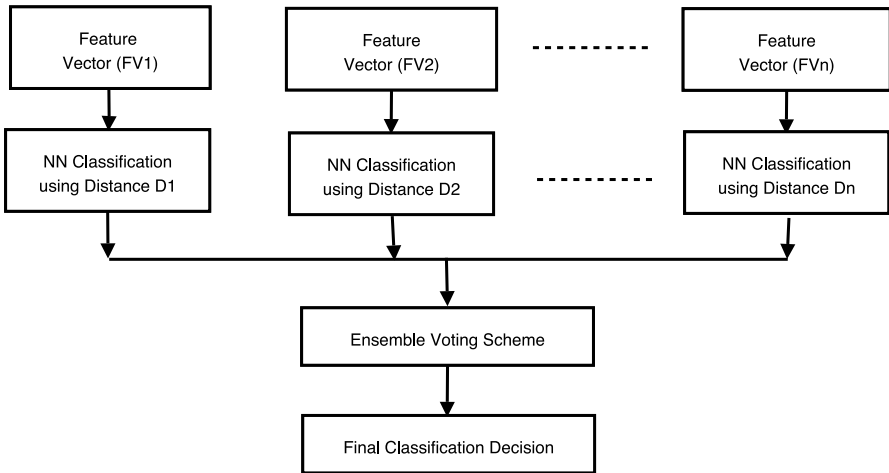 Feature
Vector (FV1)
Feature
Vector (FV2)
Feature
Vector (FVn)
NN Classification
using Distance D1
NN Classification
using Distance D2
NN Classification
using Distance Dn
Ensemble Voting Scheme
Final Classification Decision